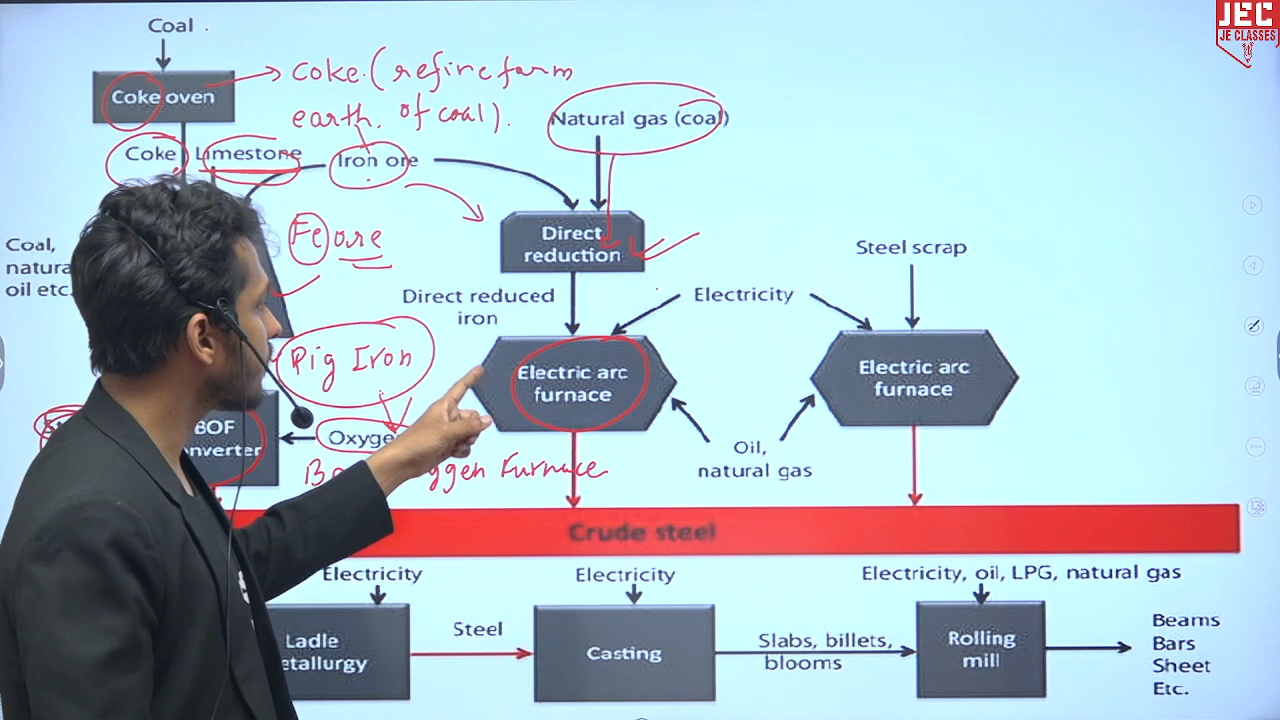 JEC
JE CLASSES
Coal
Coke oven
Coke (refine farm
earth of coal).
Natural gas (coal)
Coke
Limestone
Iron ore
Fe ore
Direct
reduction
Steel scrap
Coal,
natura
oil etc.
Direct reduced
iron
Electricity
Pig Iron
Electric arc
furnace
Electric arc
furnace
BOF
onverter
Oxyge
Oil,
natural gas
gen Furnace
Crude steel
Electricity
Electricity
Electricity, oil, LPG, natural gas
Ladle
etallurgy
Steel
Casting
Slabs, billets,
blooms
Rolling
mill
Beams
Bars
Sheet
Etc.